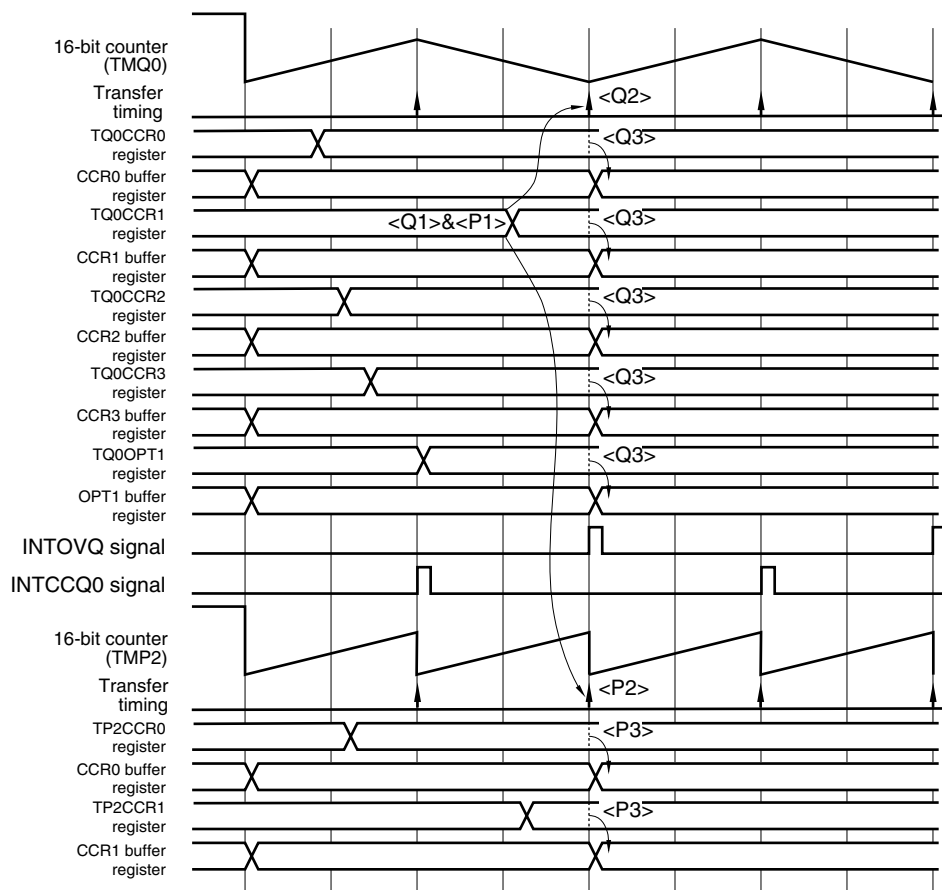 16-bit counter
(TMQ0)
Transfer
timing
<Q2>
TQ0CCR0
register
<Q3>
CCR0 buffer
register
TQ0CCR1
register
<Q1>&<P1>
<Q3>
CCR1 buffer
register
TQ0CCR2
register
<Q3>
CCR2 buffer
register
TQ0CCR3
register
<Q3>
CCR3 buffer
register
TQ0OPT1
register
<Q3>
OPT1 buffer
register
INTOVQ signal
INTCCQ0 signal
16-bit counter
(TMP2)
Transfer
timing
<P2>
TP2CCR0
register
<P3>
CCR0 buffer
register
TP2CCR1
register
<P3>
CCR1 buffer
register